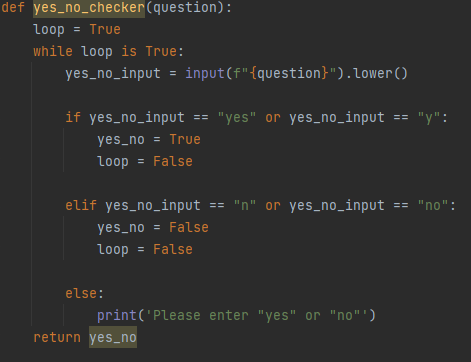 def yes_no_checker(question):
    loop = True
    while loop is True:
        yes_no_input = input(f"{question}").lower()

        if yes_no_input == "yes" or yes_no_input == "y":
            yes_no = True
            loop = False

        elif yes_no_input == "n" or yes_no_input == "no":
            yes_no = False
            loop = False

        else:
            print('Please enter "yes" or "no"')
    return yes_no